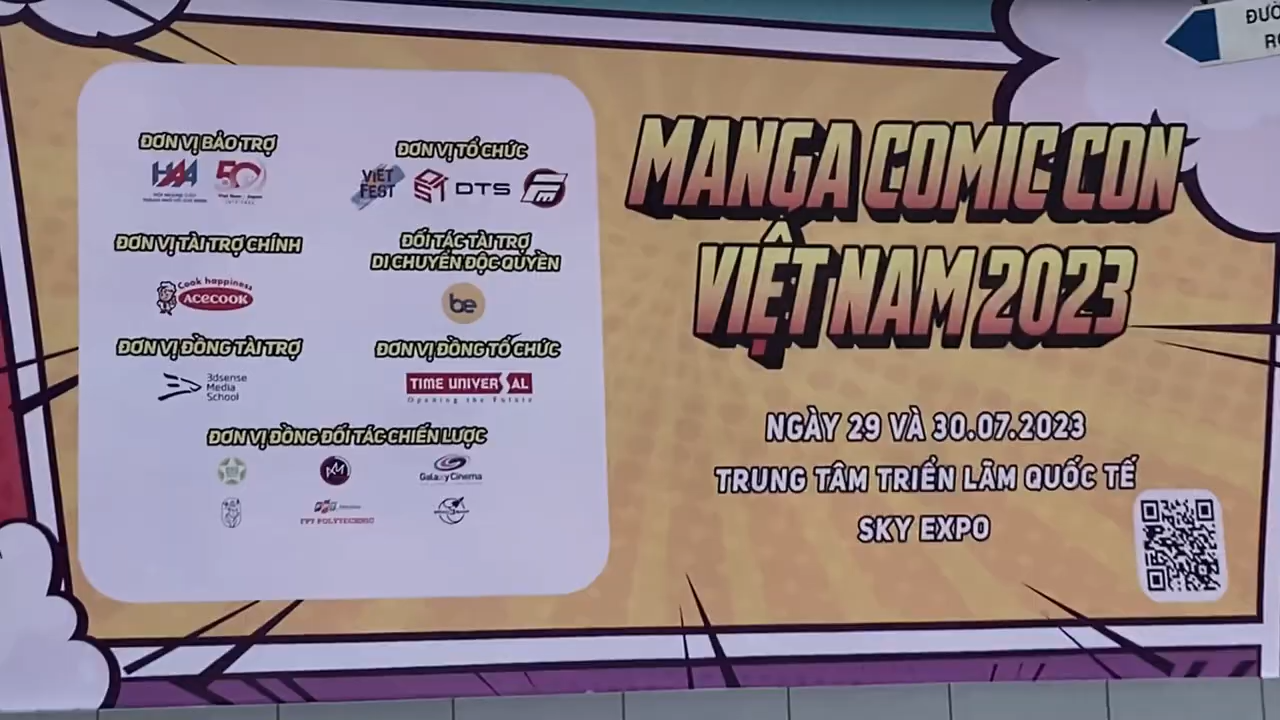 ĐƠN VỊ BẢO TRỢ
HAA
50
ĐƠN VỊ TỔ CHỨC
VIET
FEST
DTS
ĐƠN VỊ TÀI TRỢ CHÍNH
Cook happiness
ACECOOK
ĐỐI TÁC TÀI TRỢ
DI CHUYỂN ĐỘC QUYỀN
be
ĐƠN VỊ ĐỒNG TÀI TRỢ
3dsense
Media
School
ĐƠN VỊ ĐỒNG TỔ CHỨC
TIME UNIVERSAL
Opening the Future
ĐƠN VỊ ĐỒNG ĐỐI TÁC CHIẾN LƯỢC
Galaxy Cinema
FPT POLYTECHNIC
MANGA COMIC CON
VIỆT NAM 2023
NGÀY 29 VÀ 30.07.2023
TRUNG TÂM TRIỂN LÃM QUỐC TẾ
SKY EXPO